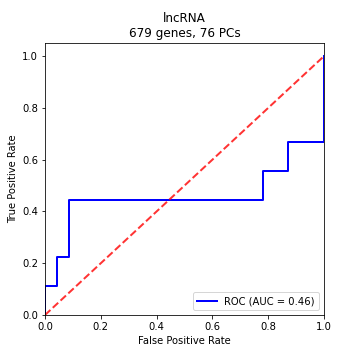 lncRNA
679 genes, 76 PCs
1.0
0.8
0.6
0.4
0.2
0.0
True Positive Rate
ROC (AUC = 0.46)
0.0 0.2 0.4 0.6 0.8 1.0
False Positive Rate